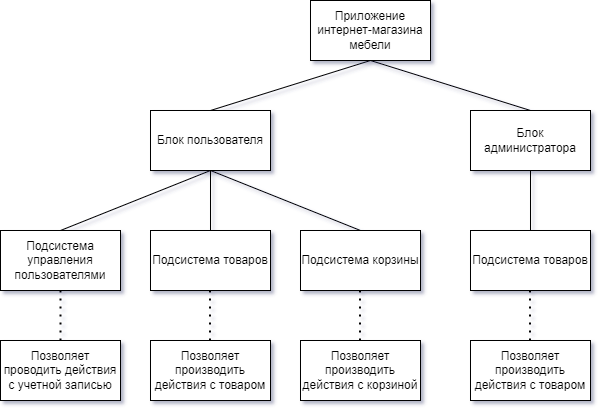 Приложение
интернет-магазина
мебели
Блок пользователя
Блок
администратора
Подсистема
управления
пользователями
Подсистема товаров
Подсистема корзины
Подсистема товаров
Позволяет
проводить действия
с учетной записью
Позволяет
производить
действия с товаром
Позволяет
производить
действия с корзиной
Позволяет
производить
действия с товаром